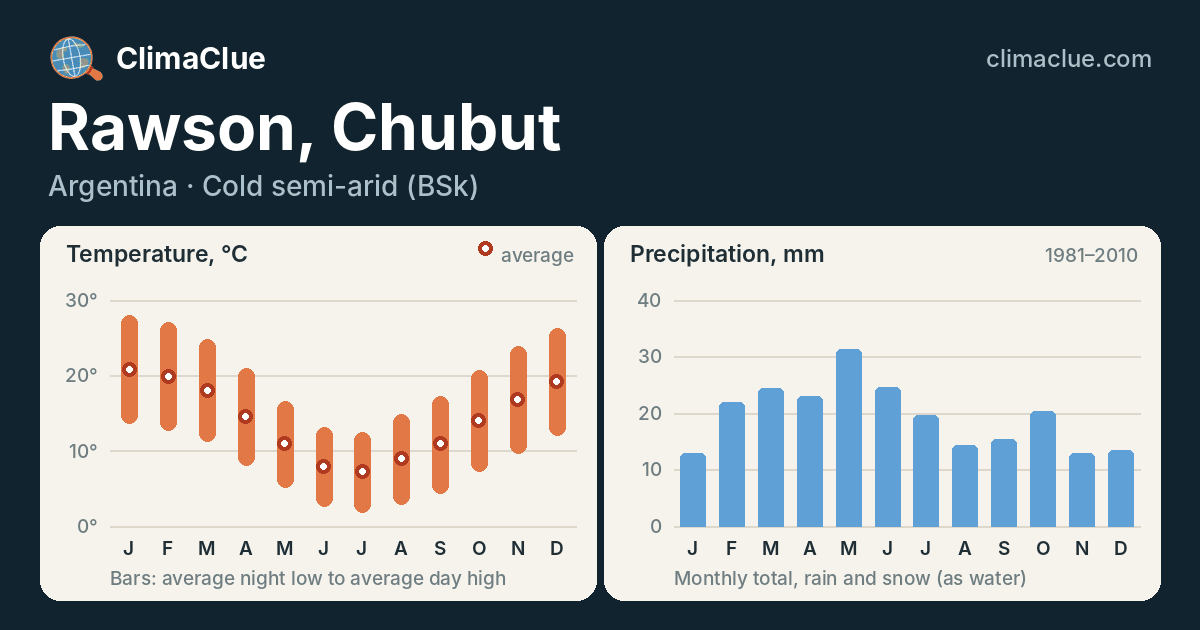 ClimaClue
climaclue.com
Rawson, Chubut
Argentina · Cold semi-arid (BSk)
Temperature, °C
average
30°
20°
10°
0°
J F M A M J J A S O N D
Bars: average night low to average day high
Precipitation, mm
1981–2010
40
30
20
10
0
J F M A M J J A S O N D
Monthly total, rain and snow (as water)